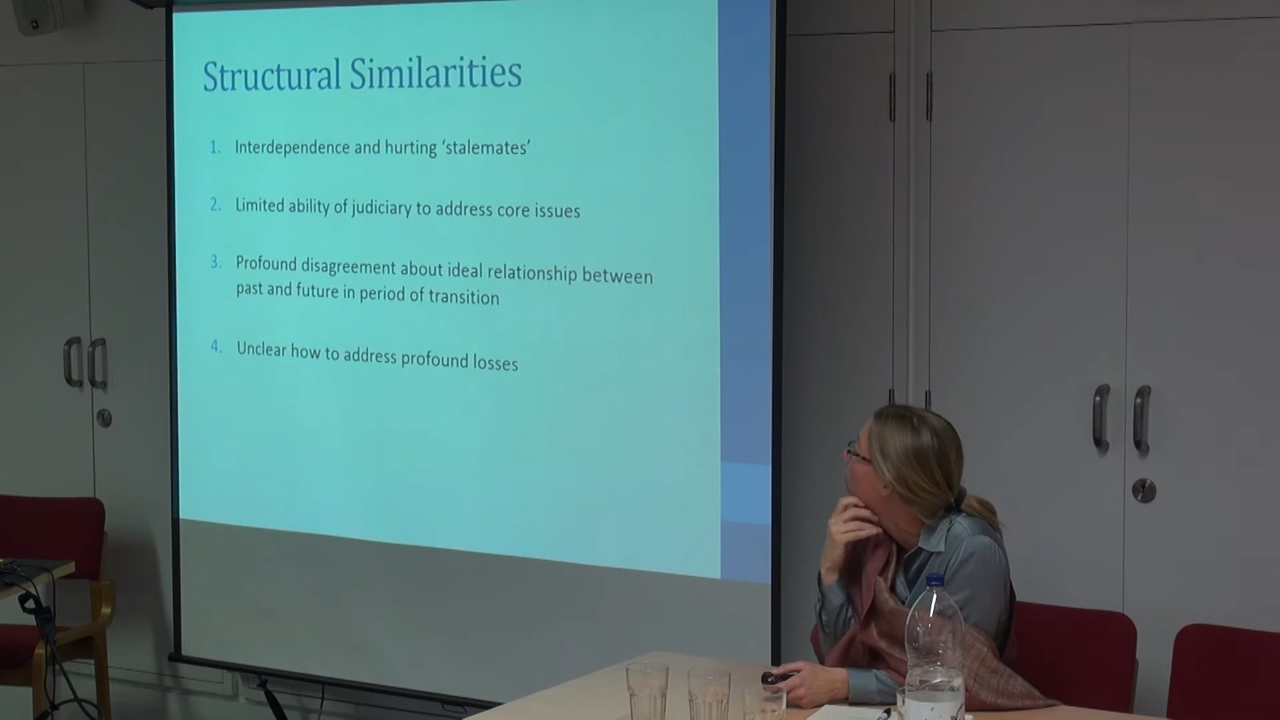 Structural Similarities
1. Interdependence and hurting ‘stalemates’
2. Limited ability of judiciary to address core issues
3. Profound disagreement about ideal relationship between
past and future in period of transition
4. Unclear how to address profound losses